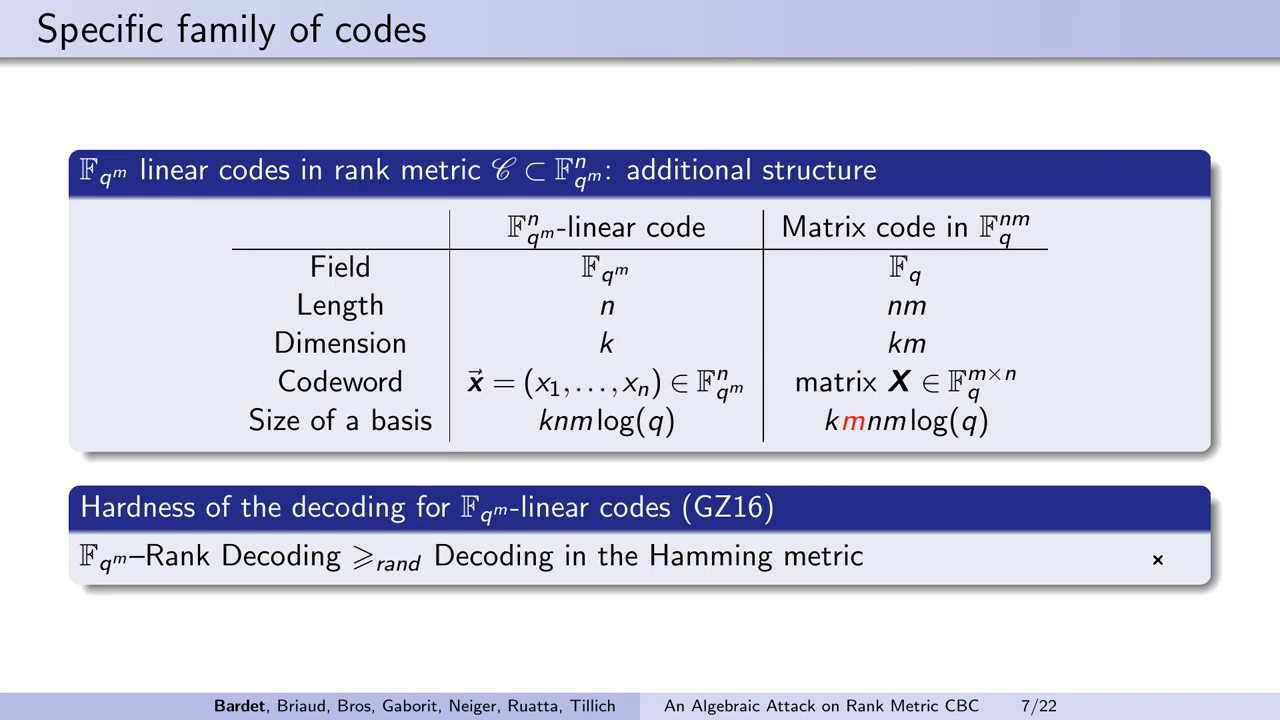 Specific family of codes
𝔽_{q^m} linear codes in rank metric 𝒞 ⊂ 𝔽^n_{q^m}: additional structure
𝔽^n_{q^m}-linear code Matrix code in 𝔽_q^{nm}
Field 𝔽_{q^m} 𝔽_q
Length n nm
Dimension k km
Codeword x⃗ = (x_1, …, x_n) ∈ 𝔽^n_{q^m} matrix X ∈ 𝔽_q^{m×n}
Size of a basis knm log(q) kmnm log(q)
Hardness of the decoding for 𝔽_{q^m}-linear codes (GZ16)
𝔽_{q^m}–Rank Decoding ⩾_{rand} Decoding in the Hamming metric
Bardet, Briaud, Bros, Gaborit, Neiger, Ruatta, Tillich An Algebraic Attack on Rank Metric CBC 7/22